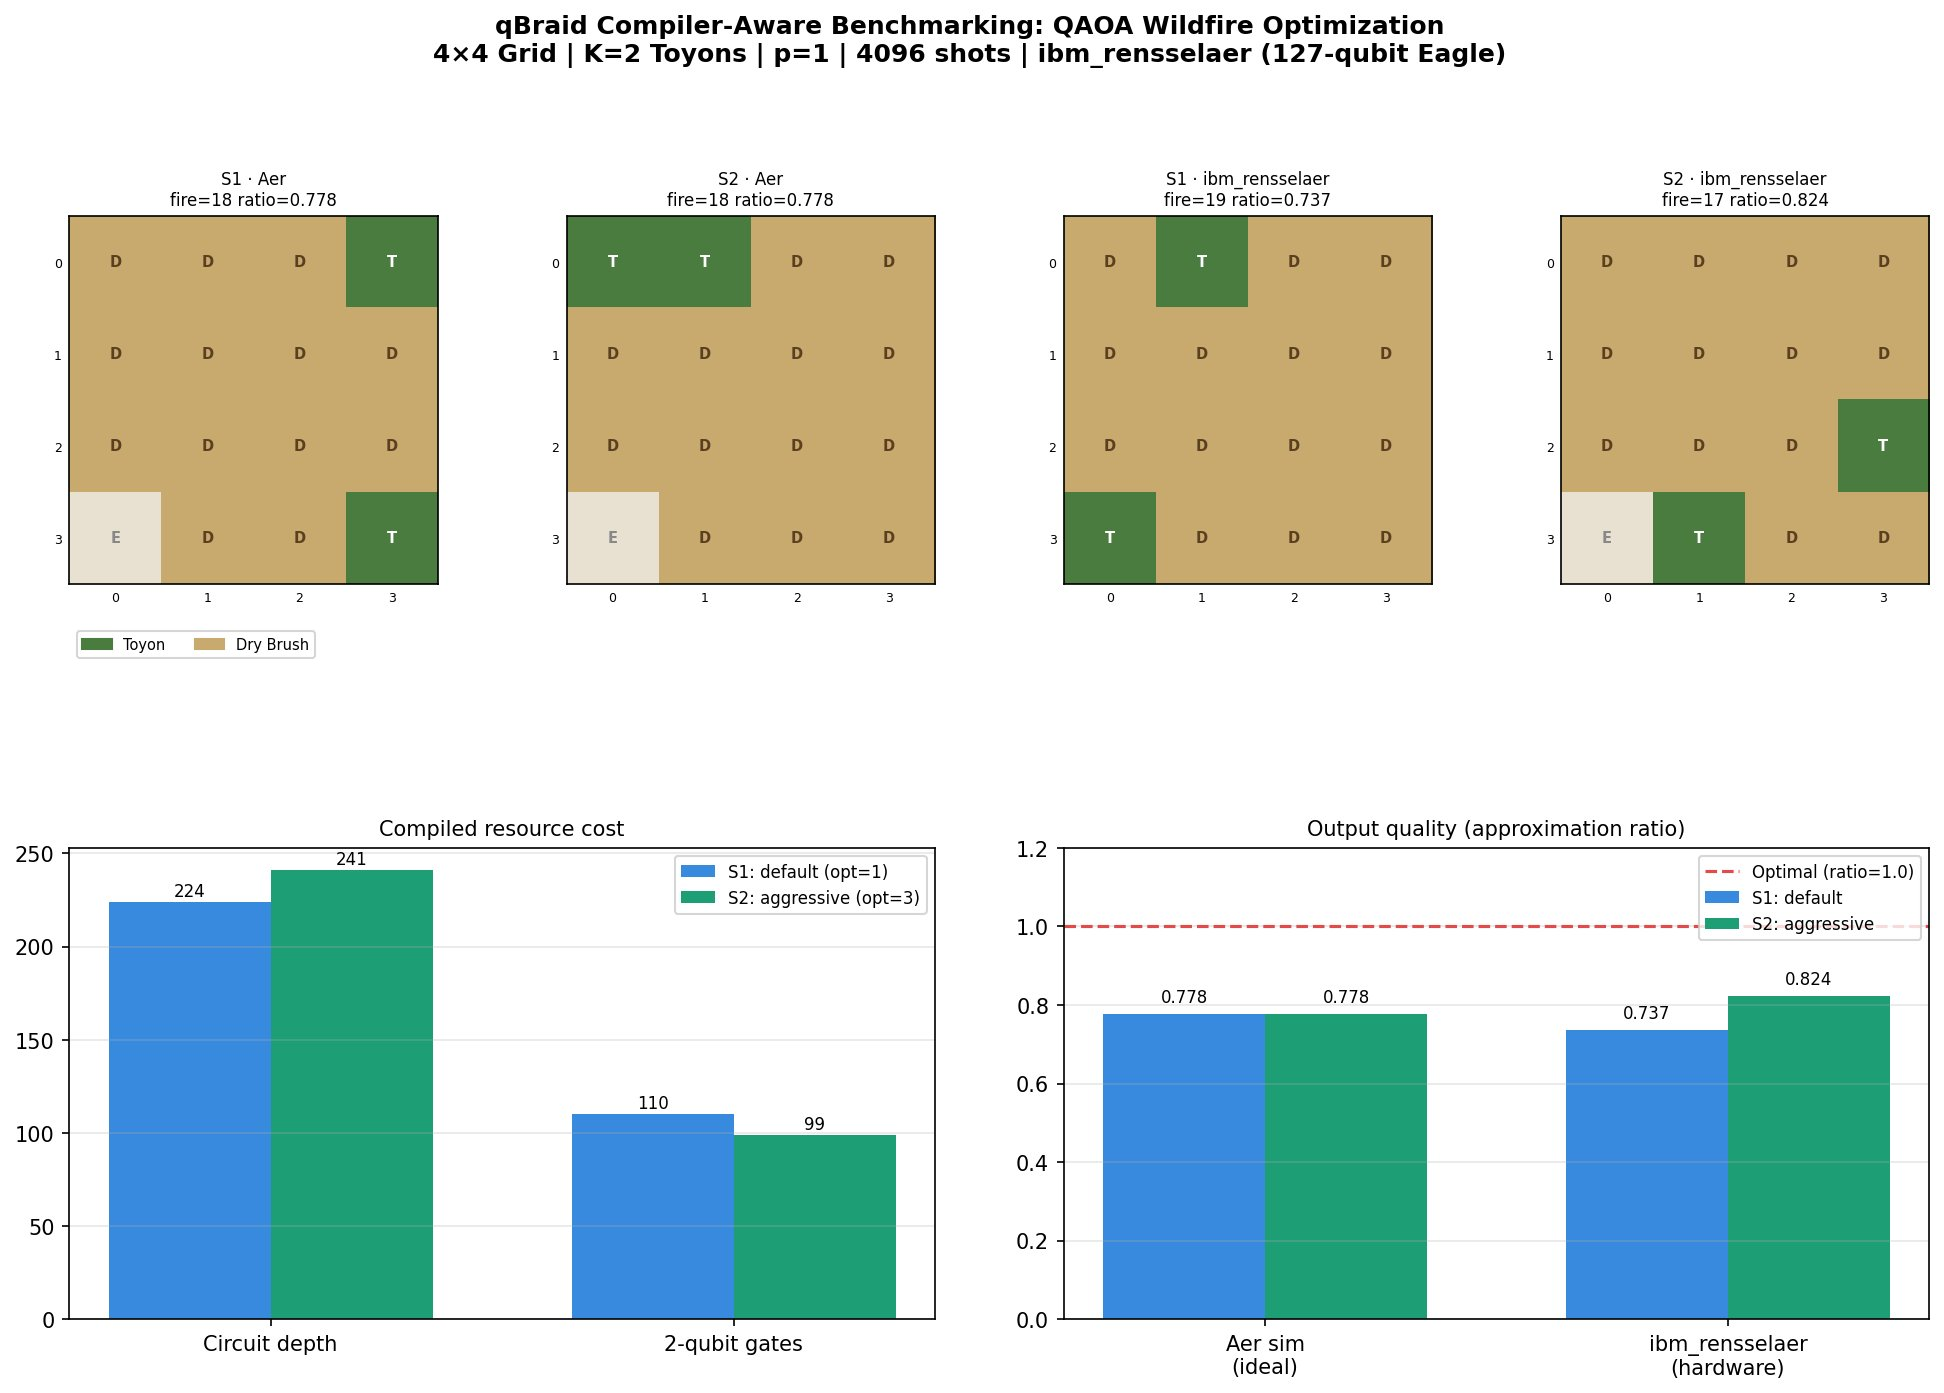 qBraid Compiler-Aware Benchmarking: QAOA Wildfire Optimization
4×4 Grid | K=2 Toyons | p=1 | 4096 shots | ibm_rensselaer (127-qubit Eagle)
S1 · Aer
fire=18 ratio=0.778
0 D D D T
1 D D D D
2 D D D D
3 E D D T
0 1 2 3
Toyon Dry Brush
S2 · Aer
fire=18 ratio=0.778
0 T T D D
1 D D D D
2 D D D D
3 E D D D
0 1 2 3
S1 · ibm_rensselaer
fire=19 ratio=0.737
0 D T D D
1 D D D D
2 D D D D
3 T D D D
0 1 2 3
S2 · ibm_rensselaer
fire=17 ratio=0.824
0 D D D D
1 D D D D
2 D D D T
3 E T D D
0 1 2 3
Compiled resource cost
S1: default (opt=1)
S2: aggressive (opt=3)
250
200
150
100
50
0
224
241
110
99
Circuit depth
2-qubit gates
Output quality (approximation ratio)
Optimal (ratio=1.0)
S1: default
S2: aggressive
1.2
1.0
0.8
0.6
0.4
0.2
0.0
0.778
0.778
0.737
0.824
Aer sim
(ideal)
ibm_rensselaer
(hardware)